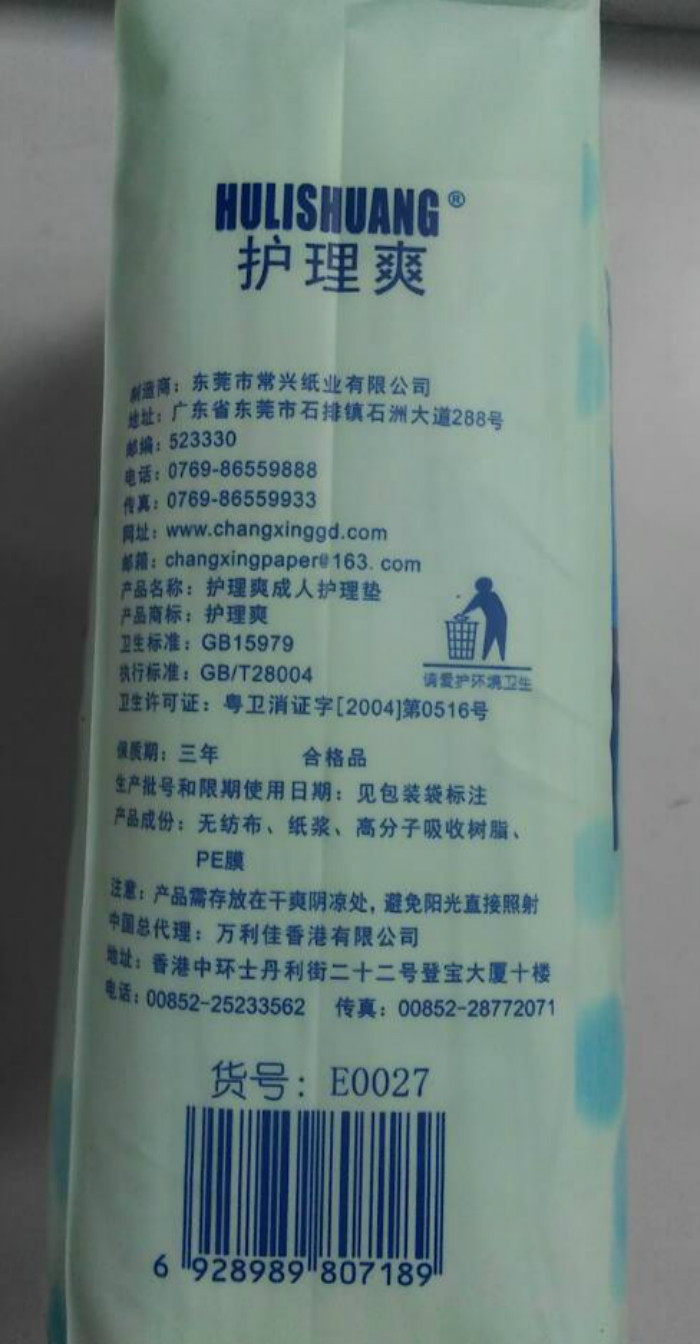 HULISHUANG®
护理爽
制造商：东莞市常兴纸业有限公司
地址：广东省东莞市石排镇石洲大道288号
邮编：523330
电话：0769-86559888
传真：0769-86559933
网址：www.changxinggd.com
邮箱：changxingpaper@163. com
产品名称：护理爽成人护理垫
产品商标：护理爽
卫生标准：GB15979
执行标准：GB/T28004
请爱护环境卫生
卫生许可证：粤卫消证字[2004]第0516号
保质期：三年 合格品
生产批号和限期使用日期：见包装袋标注
产品成份：无纺布、纸浆、高分子吸收树脂、
PE膜
注意：产品需存放在干爽阴凉处，避免阳光直接照射
中国总代理：万利佳香港有限公司
地址：香港中环士丹利街二十二号登宝大厦十楼
电话：00852-25233562 传真：00852-28772071
货号：E0027
6 928989 807189